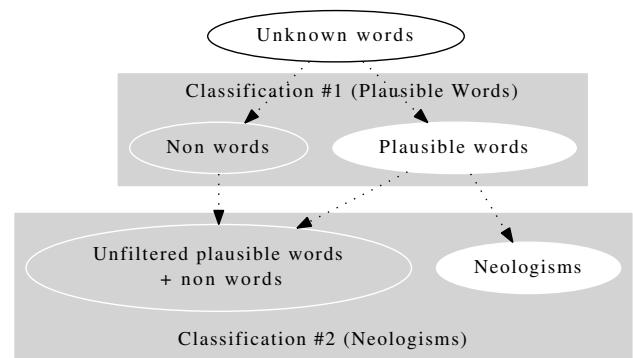 Unknown words
Classification #1 (Plausible Words)
Non words
Plausible words
Unfiltered plausible words
+ non words
Neologisms
Classification #2 (Neologisms)